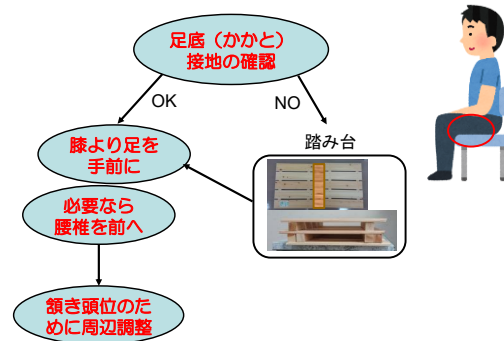 足底（かかと）
接地の確認
OK
NO
踏み台
膝より足を
手前に
必要なら
腰椎を前へ
頷き頭位のた
めに周辺調整